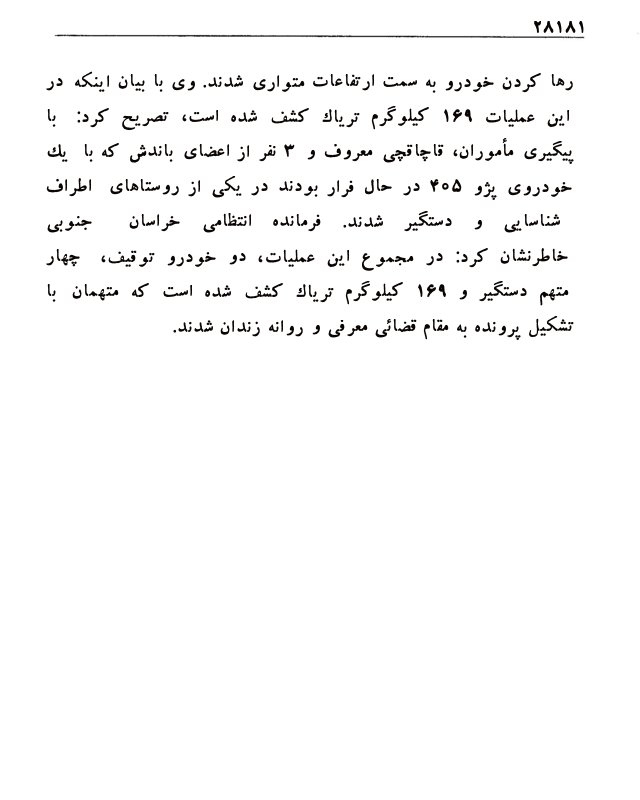 ۲۸۱۸۱
رها کردن خودرو به سمت ارتفاعات متواری شدند. وی با بیان اینکه در
این عملیات ۱۶۹ کیلوگرم تریاك کشف شده است، تصریح کرد: با
پیگیری مأموران، قاچاقچی معروف و ۳ نفر از اعضای باندش که با یك
خودروی پژو ۴۰۵ در حال فرار بودند در یکی از روستاهای اطراف
شناسایی و دستگیر شدند. فرمانده انتظامی خراسان جنوبی
خاطرنشان کرد: در مجموع این عملیات، دو خودرو توقیف، چهار
متهم دستگیر و ۱۶۹ کیلوگرم تریاك کشف شده است که متهمان با
تشکیل پرونده به مقام قضائی معرفی و روانه زندان شدند.